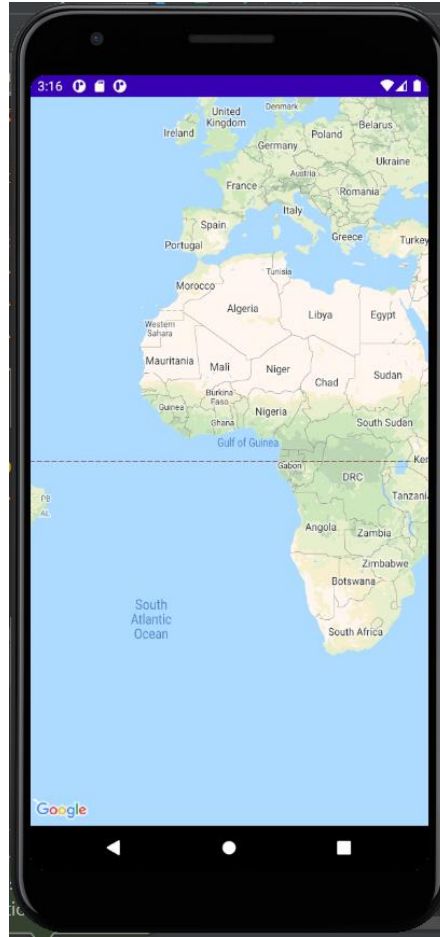 3:16
United
Kingdom
Denmark
Ireland
Belarus
Poland
Germany
Ukraine
Austria
France
Romania
Italy
Spain
Greece
Turkey
Portugal
Tunisia
Morocco
Algeria
Libya
Egypt
Western
Sahara
Mauritania
Mali
Niger
Sudan
Chad
Burkina
Faso
Guinea
Nigeria
Ghana
South Sudan
Gulf of Guinea
Ken
Gabon
DRC
PB
AL
Tanzani
Angola
Zambia
Zimbabwe
Botswana
South
Atlantic
Ocean
South Africa
Google